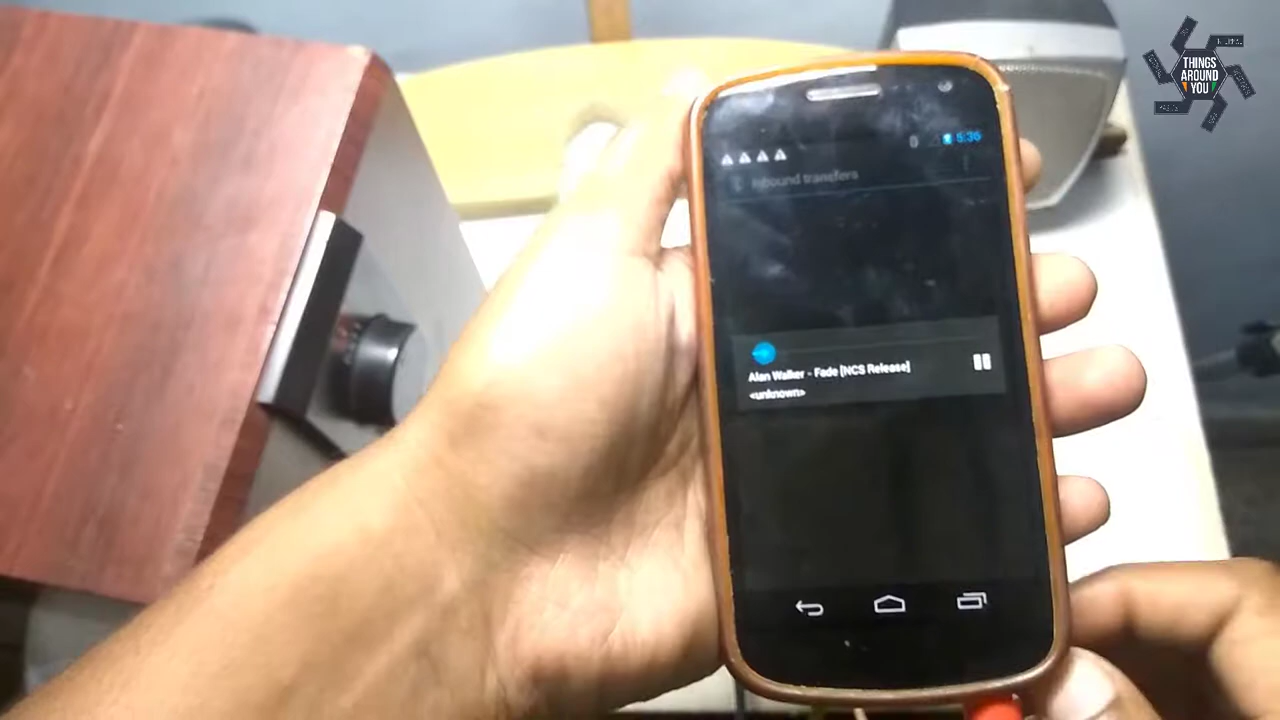 THINGS
AROUND
YOU
5:36
Inbound transfers
Alan Walker - Fade [NCS Release]
<unknown>